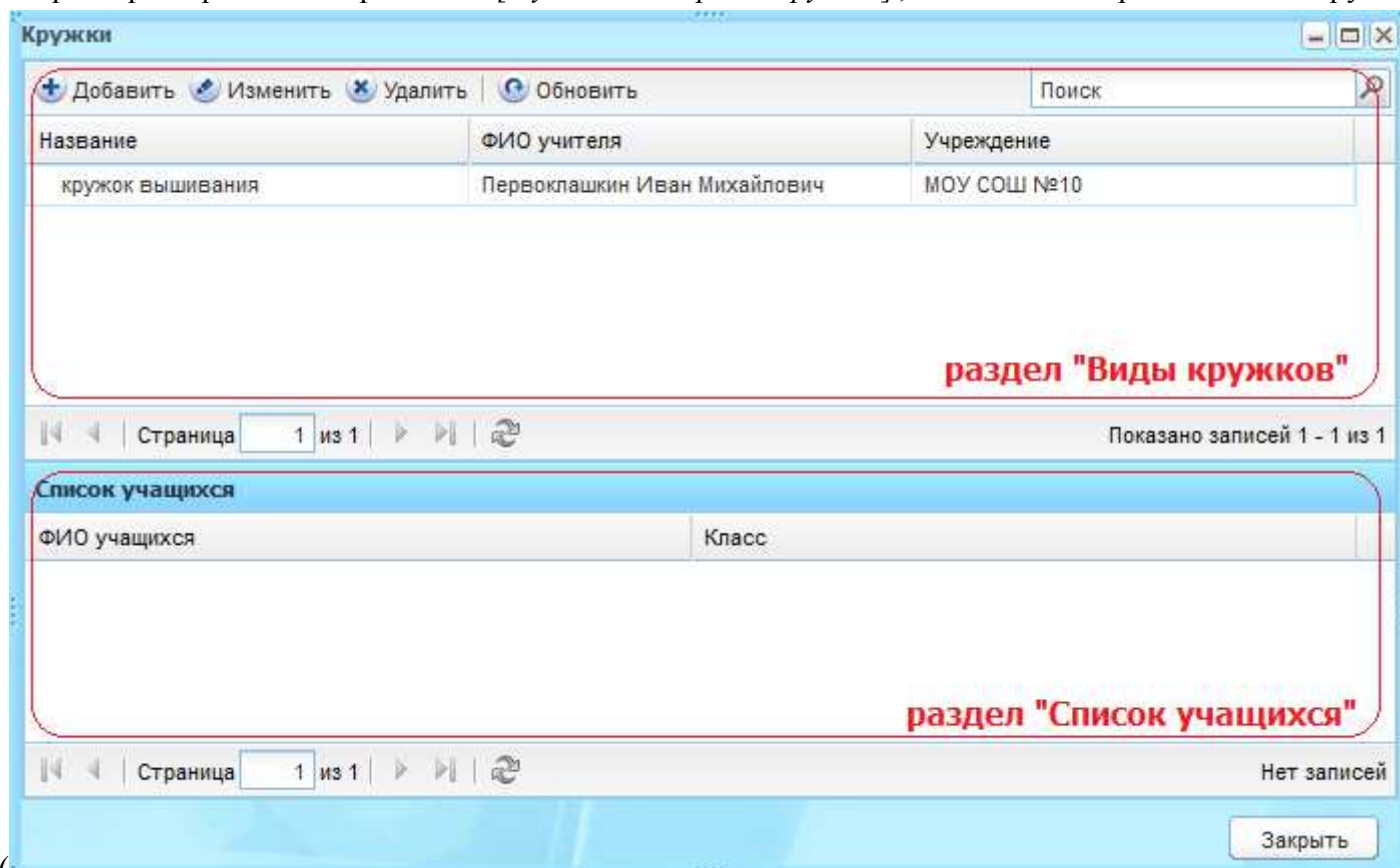 Кружки
Добавить Изменить Удалить Обновить Поиск
Название ФИО учителя Учреждение
кружок вышивания Первоклашкин Иван Михайлович МОУ СОШ №10
раздел "Виды кружков"
Страница 1 из 1 Показано записей 1 - 1 из 1
Список учащихся
ФИО учащихся Класс
раздел "Список учащихся"
Страница 1 из 1 Нет записей
Закрыть
(